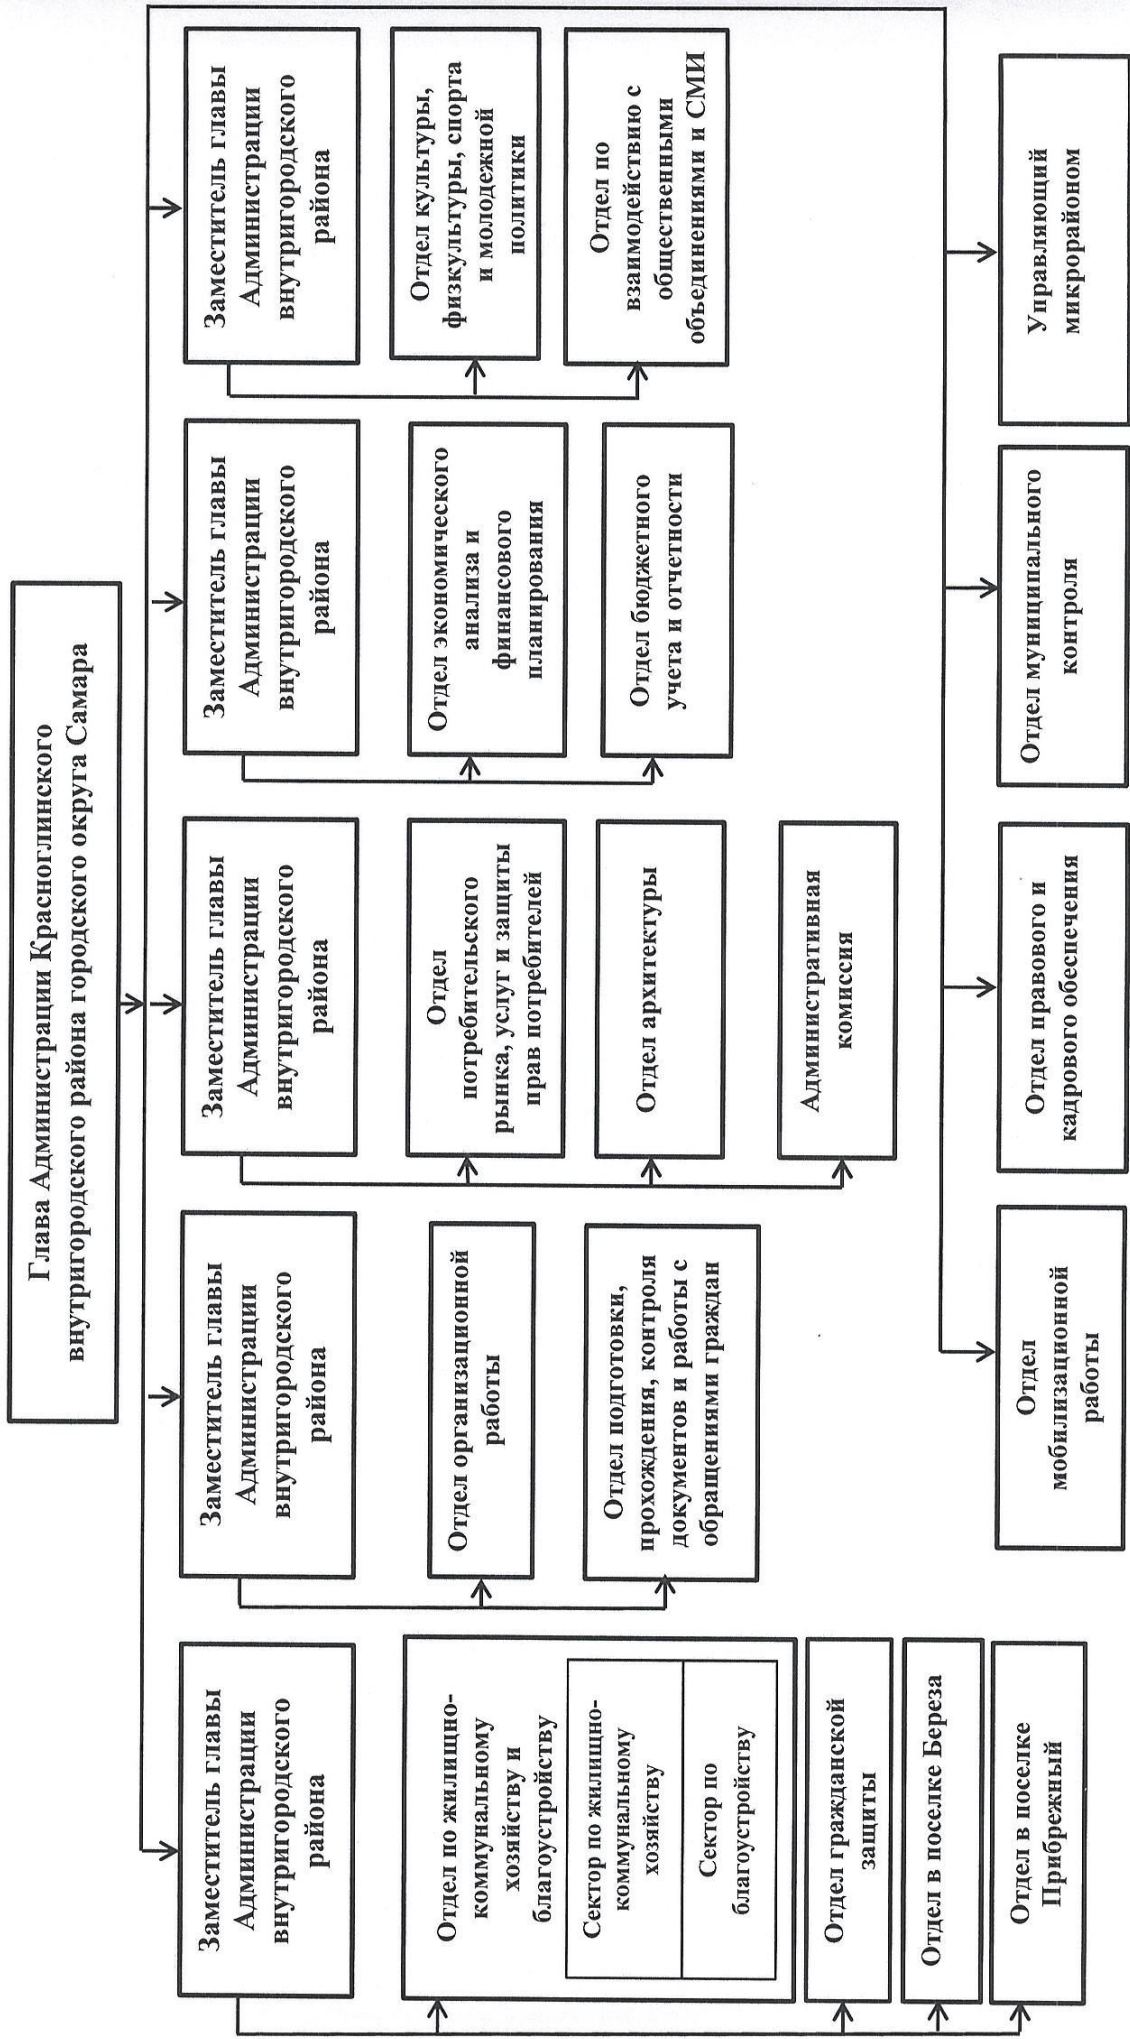 Глава Администрации Красноглинского
внутригородского района городского округа Самара
Заместитель главы
Администрации
внутригородского
района
Отдел по жилищно-
коммунальному
хозяйству и
благоустройству
Сектор по жилищно-
коммунальному
хозяйству
Сектор по
благоустройству
Отдел гражданской
защиты
Отдел в поселке Береза
Отдел в поселке
Прибрежный
Заместитель главы
Администрации
внутригородского
района
Отдел организационной
работы
Отдел подготовки,
прохождения, контроля
документов и работы с
обращениями граждан
Заместитель главы
Администрации
внутригородского
района
Отдел
потребительского
рынка, услуг и защиты
прав потребителей
Отдел архитектуры
Административная
комиссия
Заместитель главы
Администрации
внутригородского
района
Отдел экономического
анализа и
финансового
планирования
Отдел бюджетного
учета и отчетности
Заместитель главы
Администрации
внутригородского
района
Отдел культуры,
физкультуры, спорта
и молодежной
политики
Отдел по
взаимодействию с
общественными
объединениями и СМИ
Отдел
мобилизационной
работы
Отдел правового и
кадрового обеспечения
Отдел муниципального
контроля
Управляющий
микрорайоном